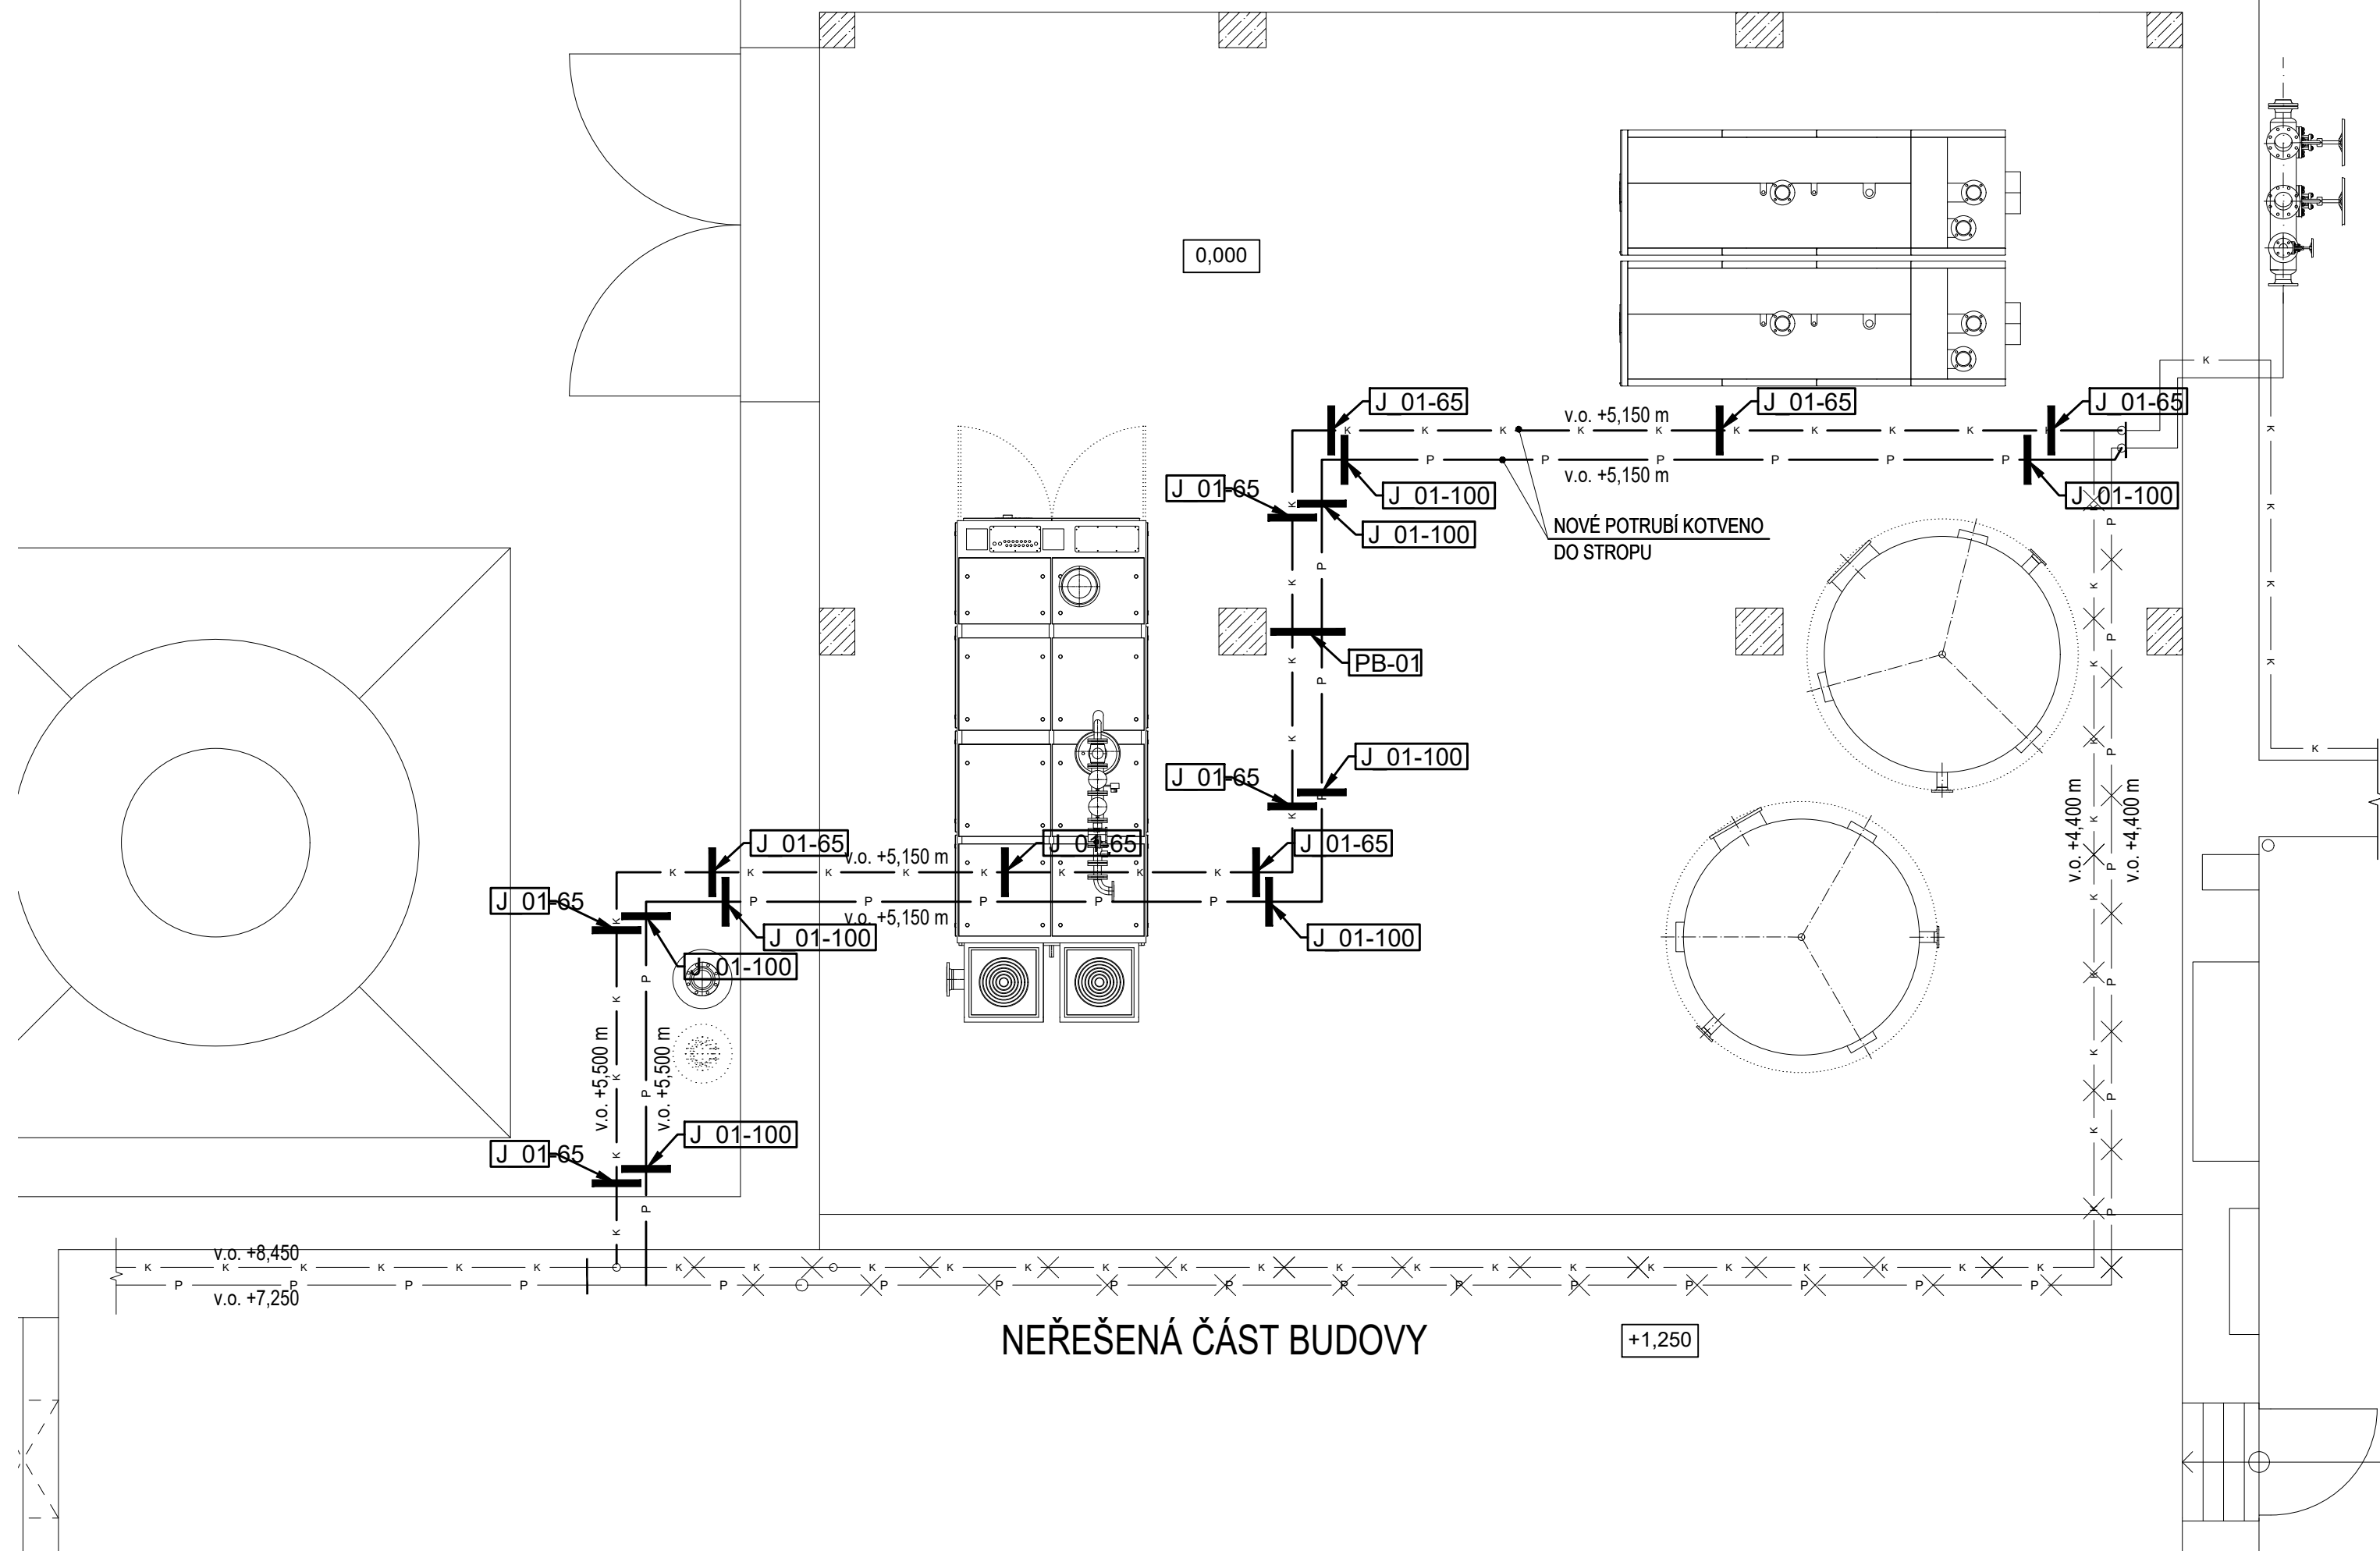 0,000
J 01-65
J 01-65
J 01-65
v.o. +5,150 m
v.o. +5,150 m
J 01-65
J 01-100
J 01-100
J 01-100
NOVÉ POTRUBÍ KOTVENO
DO STROPU
PB-01
J 01-65
J 01-100
v.o. +4,400 m
v.o. +4,400 m
J 01-65
v.o. +5,150 m
J 01-65
J 01-65
J 01-65
v.o. +5,150 m
J 01-100
J 01-100
J 01-100
v.o. +5,500 m
v.o. +5,500 m
J 01-65
J 01-100
v.o. +8,450
v.o. +7,250
NEŘEŠENÁ ČÁST BUDOVY
+1,250